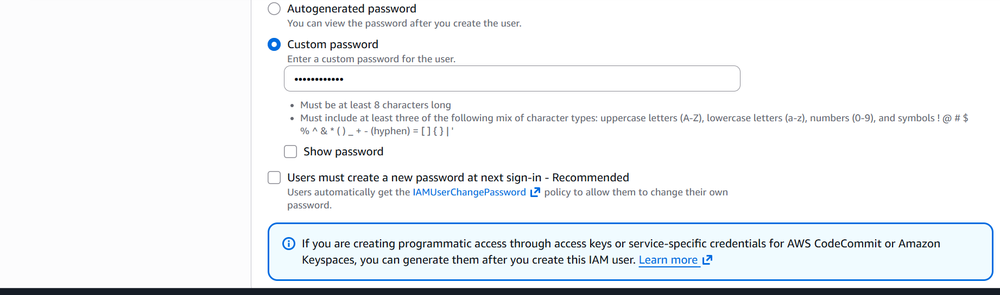 Autogenerated password
You can view the password after you create the user.
Custom password
Enter a custom password for the user.
••••••••••••
• Must be at least 8 characters long
• Must include at least three of the following mix of character types: uppercase letters (A-Z), lowercase letters (a-z), numbers (0-9), and symbols ! @ # $
% ^ & * ( ) _ + - (hyphen) = [ ] { } | '
Show password
Users must create a new password at next sign-in - Recommended
Users automatically get the IAMUserChangePassword policy to allow them to change their own
password.
If you are creating programmatic access through access keys or service-specific credentials for AWS CodeCommit or Amazon
Keyspaces, you can generate them after you create this IAM user. Learn more